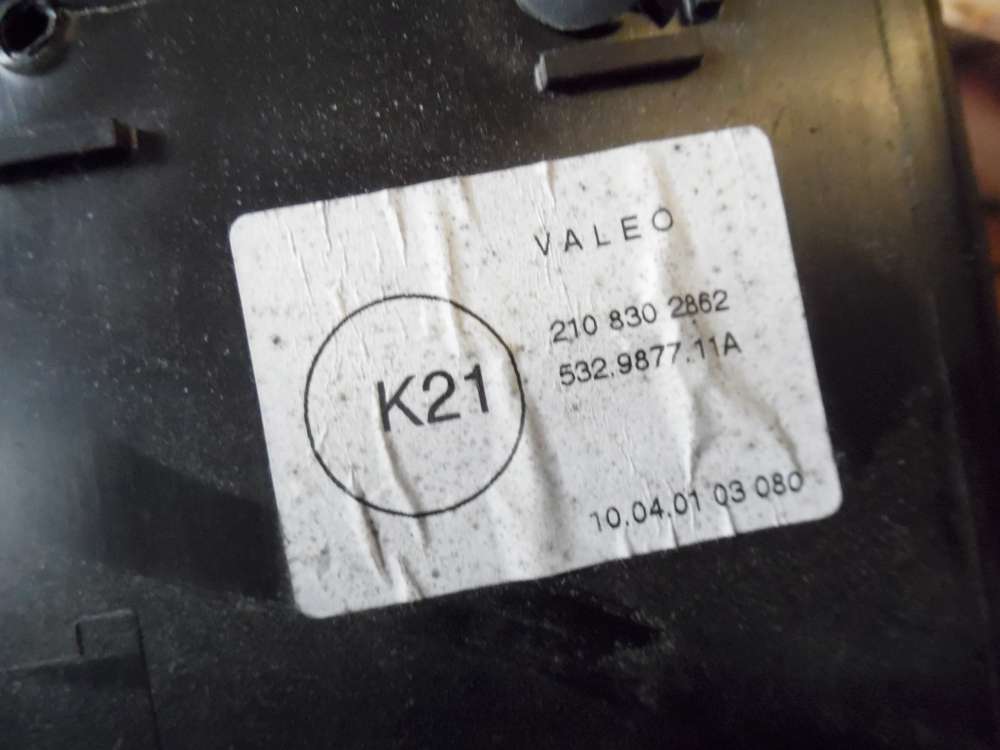 VALEO
210 830 2862
532.9877.11A
K21
10.04.01 03 080